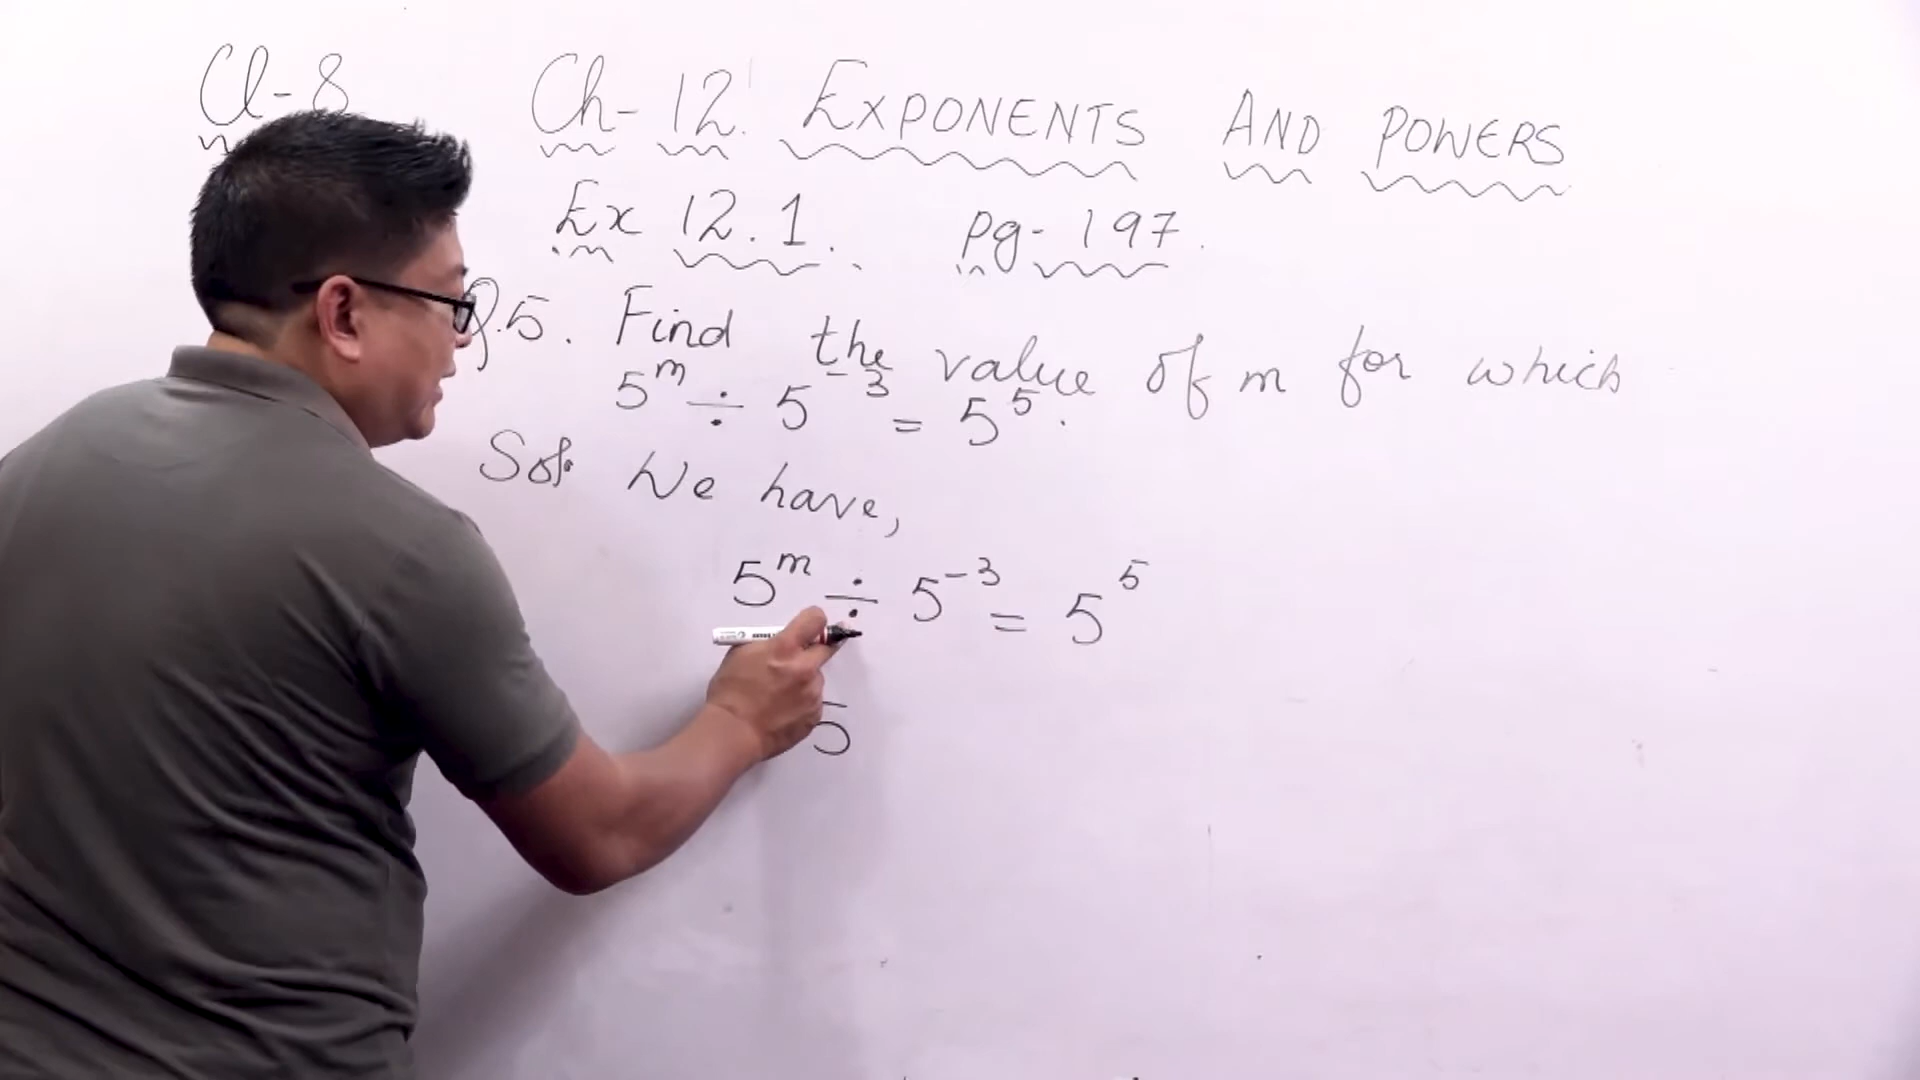 Cl-8 Ch-12 EXPONENTS AND POWERS
Ex 12.1. pg-197.
Q.5. Find the value of m for which
5^m ÷ 5^-3 = 5^5.
Sol. We have,
5^m ÷ 5^-3 = 5^5
5